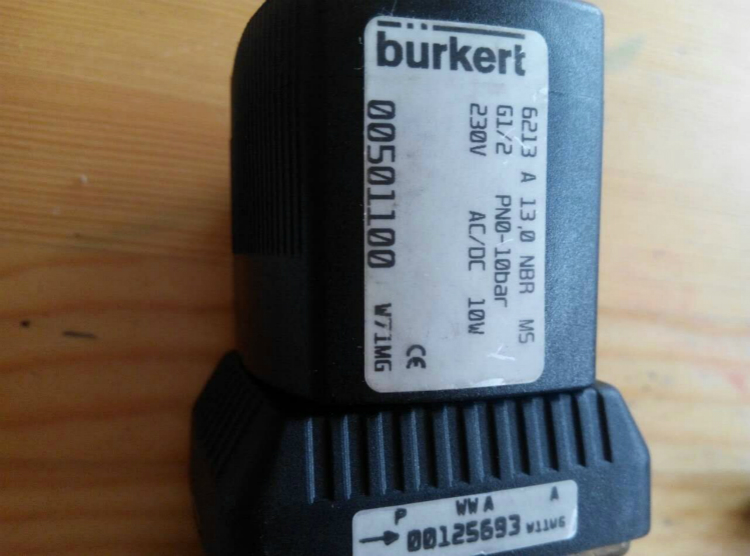 bürkert
6213 A 13,0 NBR MS
G1/2 PN0-10bar
230V AC/DC 10W
00501100 W71MG
CE
P WW A A
→ 00125693 W11MG